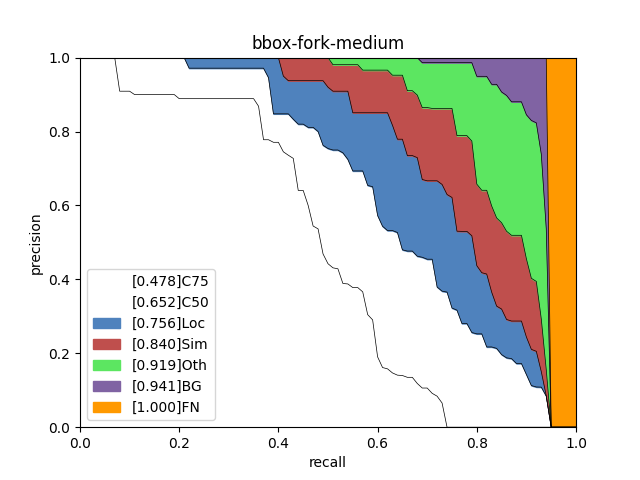 bbox-fork-medium
precision
1.0
0.8
0.6
0.4
0.2
0.0
[0.478]C75
[0.652]C50
[0.756]Loc
[0.840]Sim
[0.919]Oth
[0.941]BG
[1.000]FN
0.0 0.2 0.4 0.6 0.8 1.0
recall